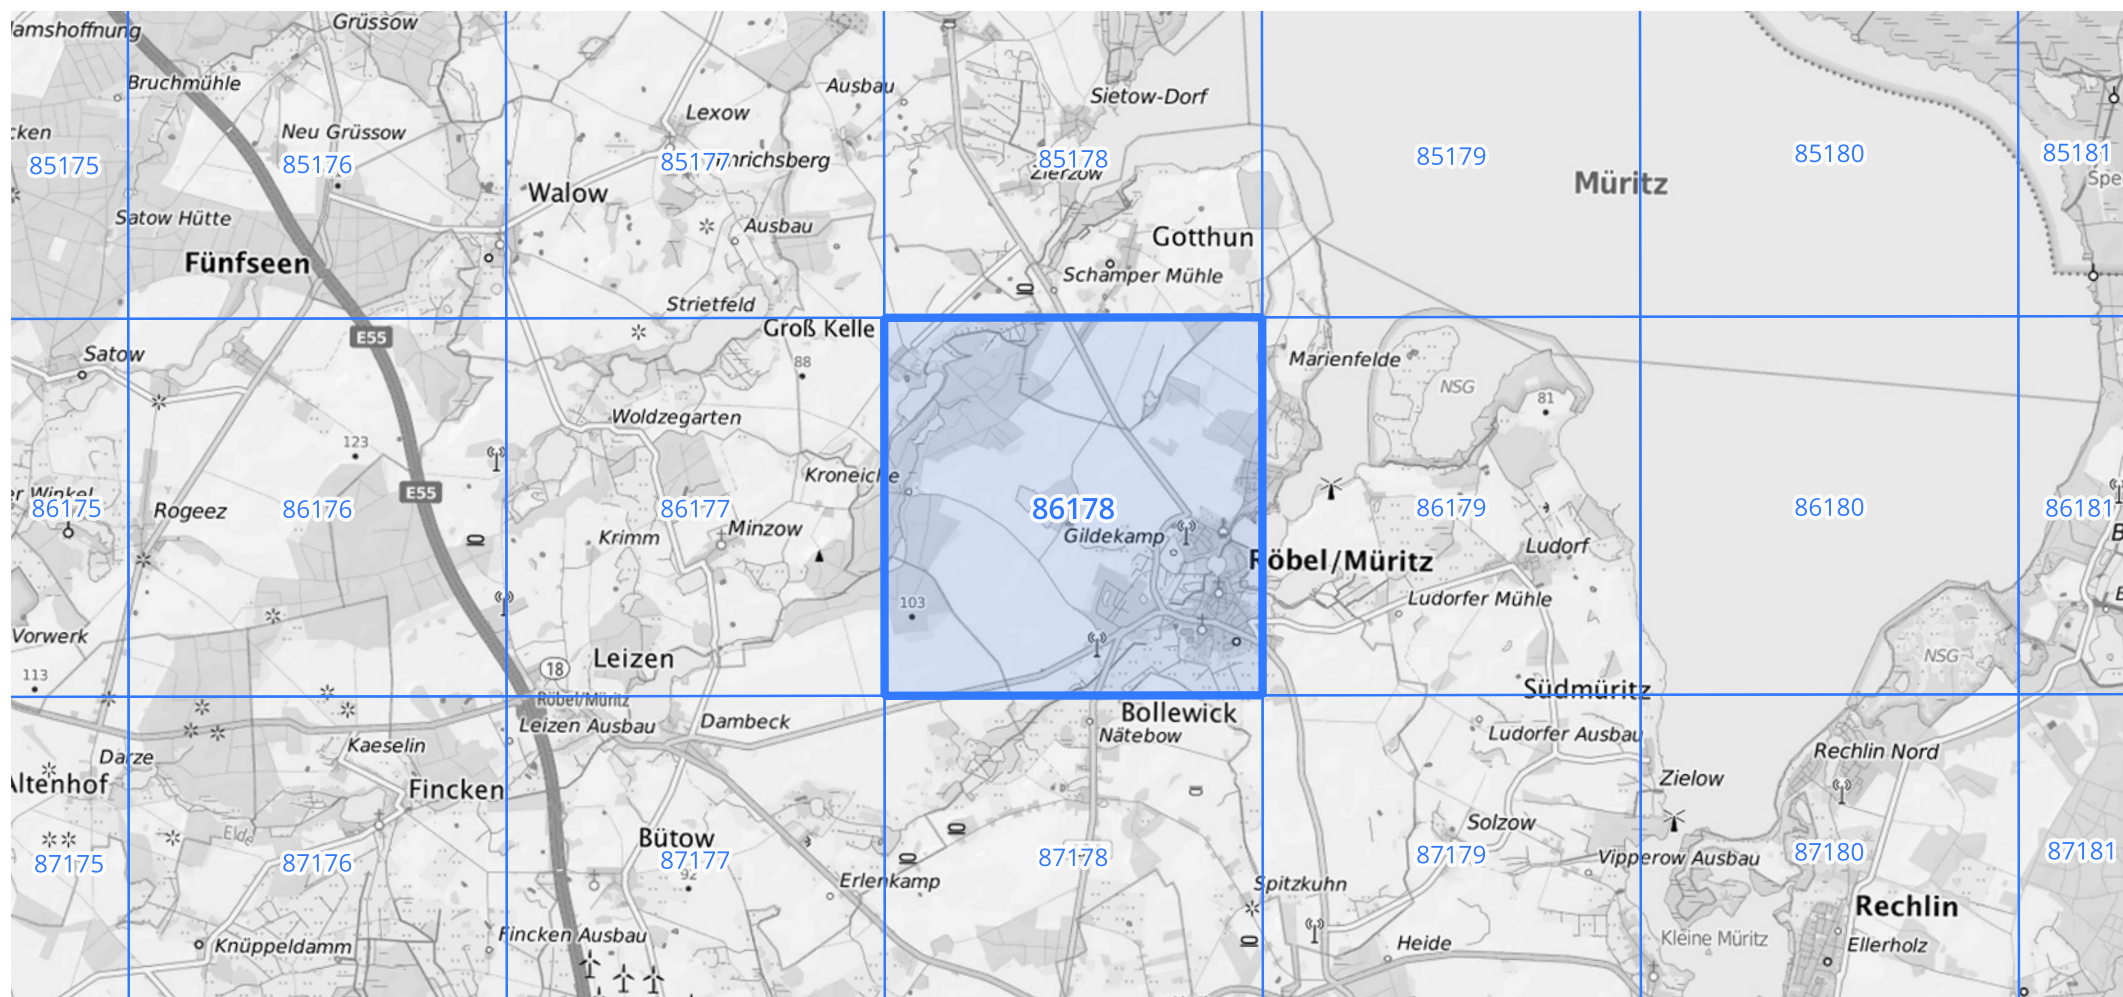 Grüssow
Bruchmühle
Ausbau
Sietow-Dorf
Lexow
Neu Grüssow
85175
85176
85177
85178
85179
85180
85181
Zierzow
Müritz
Walow
Satow Hütte
Ausbau
Gotthun
Fünfseen
Schamper Mühle
Strietfeld
Groß Kelle
E55
Satow
88
Marienfelde
NSG
81
Woldzegarten
123
Kroneiche
E55
86175
Rogeez
86176
86177
86178
86179
86180
86181
Krimm
Minzow
Gildekamp
Ludorf
Röbel/Müritz
103
Ludorfer Mühle
Vorwerk
18
Leizen
NSG
113
Röbel/Müritz
Südmüritz
Leizen Ausbau
Dambeck
Bollewick
Nätebow
Ludorfer Ausbau
Kaeselin
Darze
Rechlin Nord
Altenhof
Fincken
Zielow
Elde
Bütow
Solzow
87175
87176
87177
87178
87179
Vipperow Ausbau
87180
87181
92
Erlenkamp
Spitzkuhn
Rechlin
Fincken Ausbau
Knüppeldamm
Heide
Kleine Müritz
Ellerholz